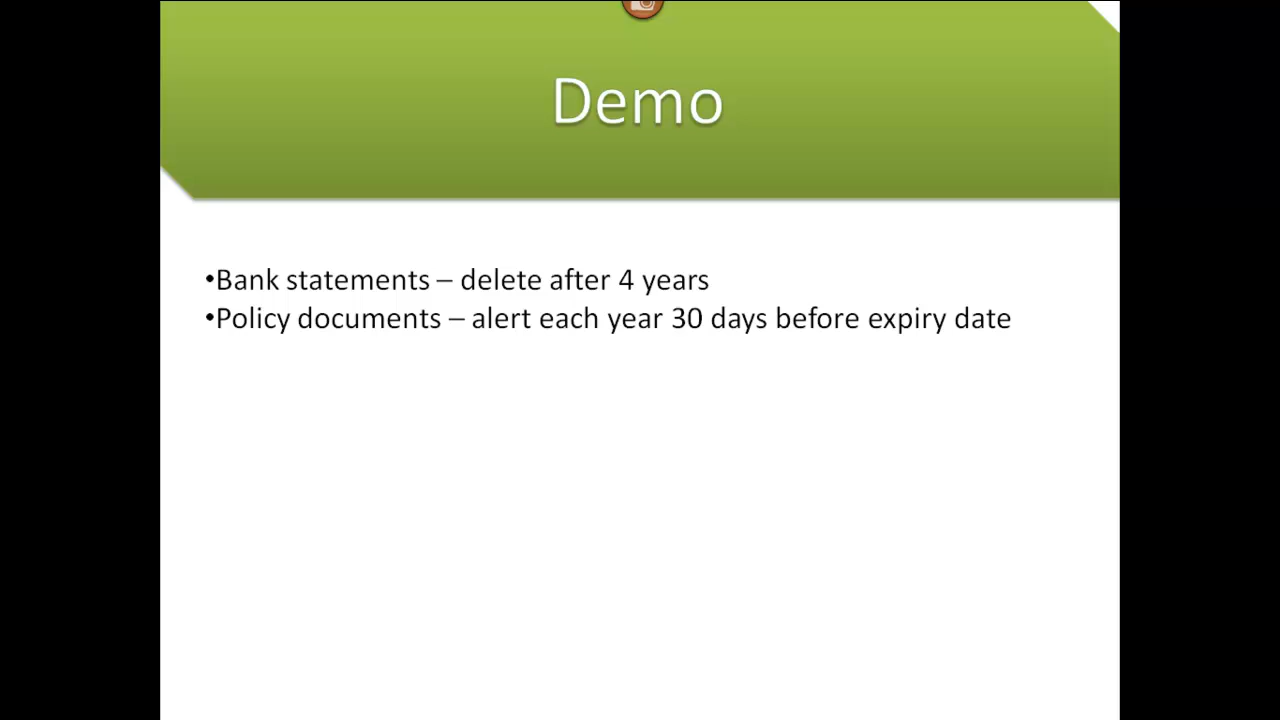 Demo
•Bank statements – delete after 4 years
•Policy documents – alert each year 30 days before expiry date